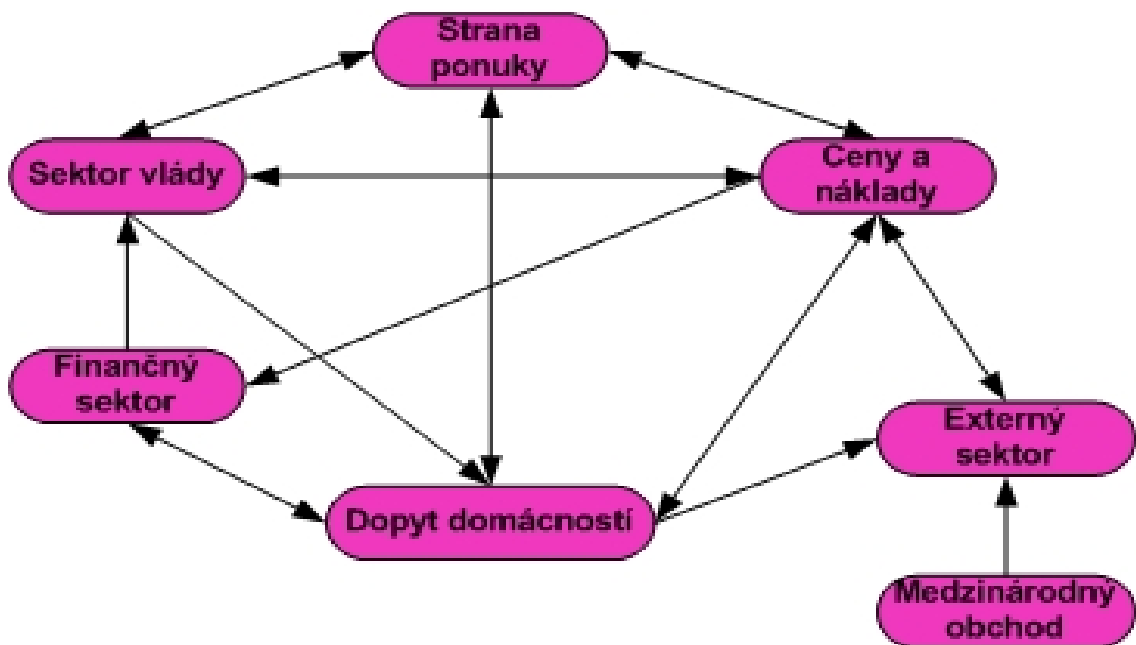 Strana
ponuky
Sektor vlády
Ceny a
náklady
Finančný
sektor
Externý
sektor
Dopyt domácností
Medzinárodný
obchod